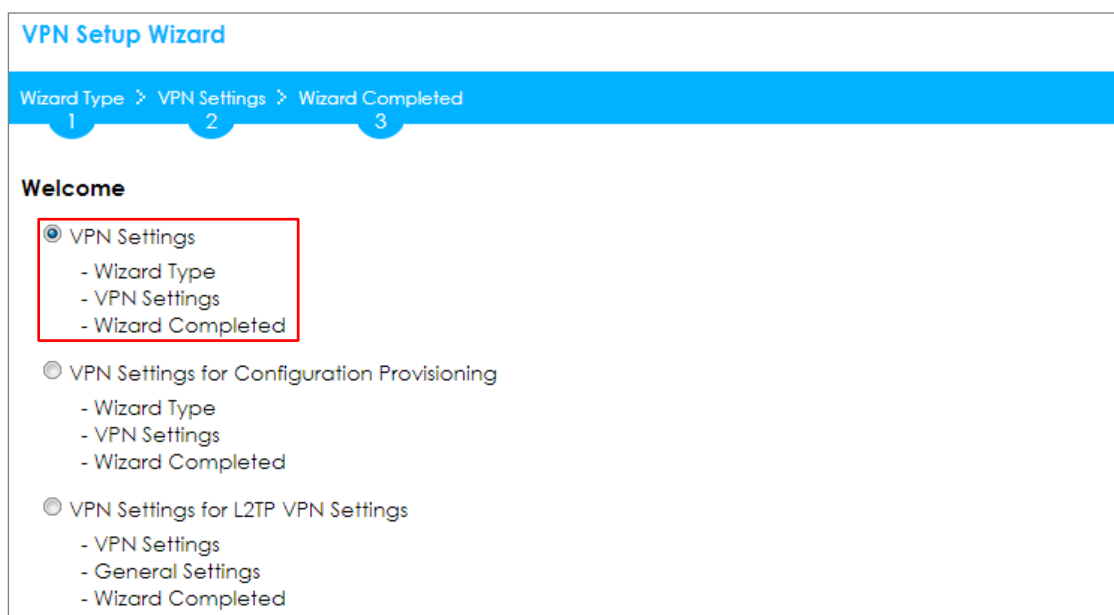 VPN Setup Wizard
Wizard Type > VPN Settings > Wizard Completed
1 2 3
Welcome
VPN Settings
- Wizard Type
- VPN Settings
- Wizard Completed
VPN Settings for Configuration Provisioning
- Wizard Type
- VPN Settings
- Wizard Completed
VPN Settings for L2TP VPN Settings
- VPN Settings
- General Settings
- Wizard Completed